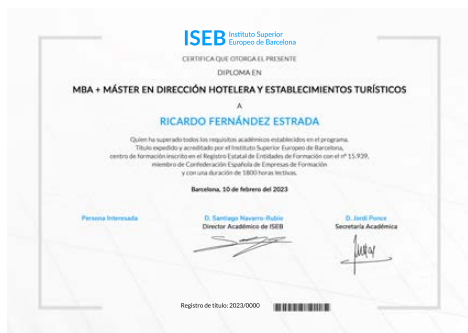 ISEB Instituto Superior
Europeo de Barcelona
CERTIFICA QUE OTORGA EL PRESENTE
DIPLOMA EN
MBA + MÁSTER EN DIRECCIÓN HOTELERA Y ESTABLECIMIENTOS TURÍSTICOS
A
RICARDO FERNÁNDEZ ESTRADA
Quien ha superado todos los requisitos académicos establecidos en el programa.
Título expedido y acreditado por el Instituto Superior Europeo de Barcelona,
centro de formación inscrito en el Registro Estatal de Entidades de Formación con el nº 15.939,
miembro de Confederación Española de Empresas de Formación
y con una duración de 1800 horas lectivas.
Barcelona, 10 de febrero del 2023
Persona Interesada
D. Santiago Navarro-Rubio
Director Académico de ISEB
D. Jordi Ponce
Secretaría Académica
Registro de título: 2023/0000